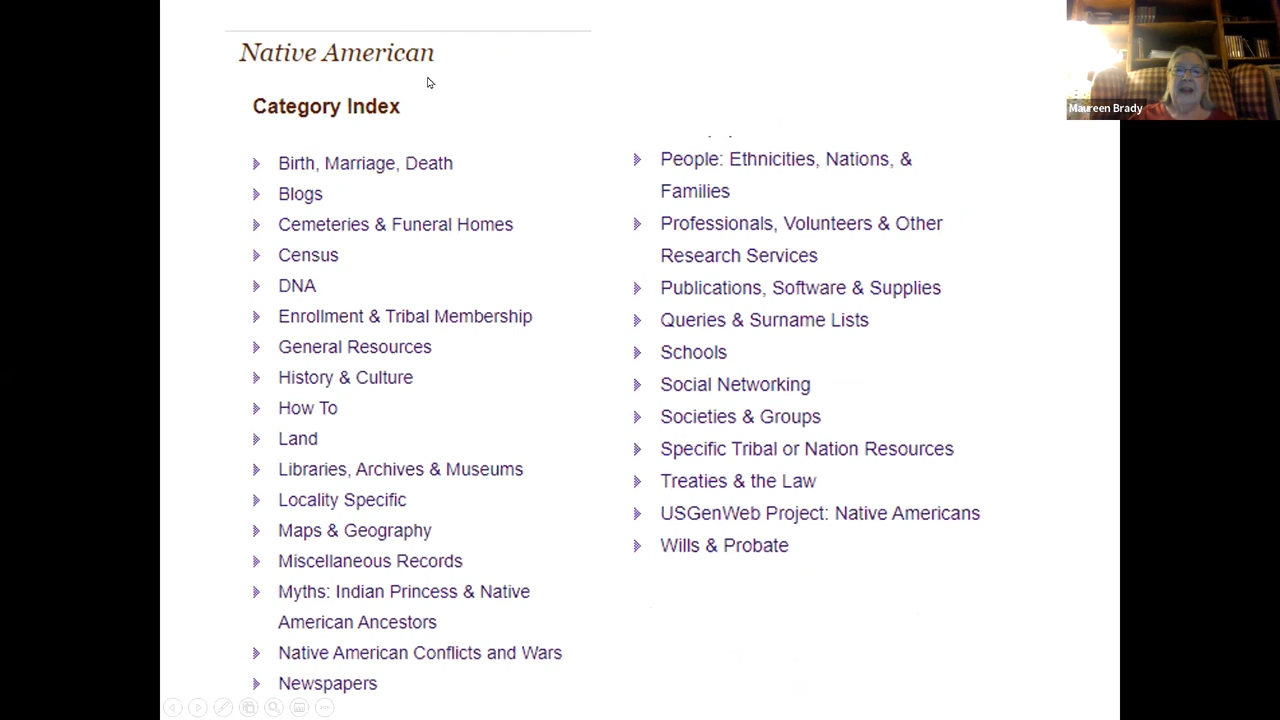 Native American
Category Index
Birth, Marriage, Death
Blogs
Cemeteries & Funeral Homes
Census
DNA
Enrollment & Tribal Membership
General Resources
History & Culture
How To
Land
Libraries, Archives & Museums
Locality Specific
Maps & Geography
Miscellaneous Records
Myths: Indian Princess & Native
American Ancestors
Native American Conflicts and Wars
Newspapers
People: Ethnicities, Nations, &
Families
Professionals, Volunteers & Other
Research Services
Publications, Software & Supplies
Queries & Surname Lists
Schools
Social Networking
Societies & Groups
Specific Tribal or Nation Resources
Treaties & the Law
USGenWeb Project: Native Americans
Wills & Probate
Maureen Brady